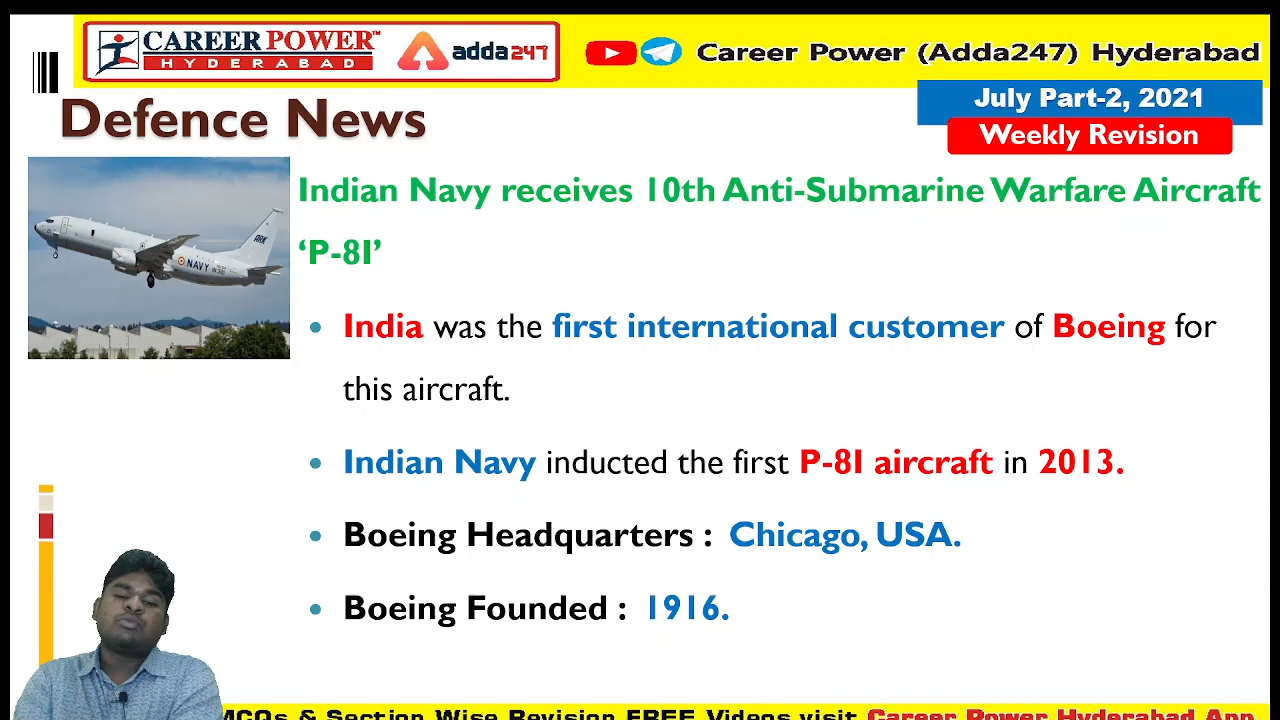 CAREER POWER™
HYDERABAD
adda247
Career Power (Adda247) Hyderabad
Defence News
July Part-2, 2021
Weekly Revision
Indian Navy receives 10th Anti-Submarine Warfare Aircraft
‘P-8I’
• India was the first international customer of Boeing for
this aircraft.
• Indian Navy inducted the first P-8I aircraft in 2013.
• Boeing Headquarters : Chicago, USA.
• Boeing Founded : 1916.
NAVY
MCQs & Section Wise Revision FREE Videos visit Career Power Hyderabad App